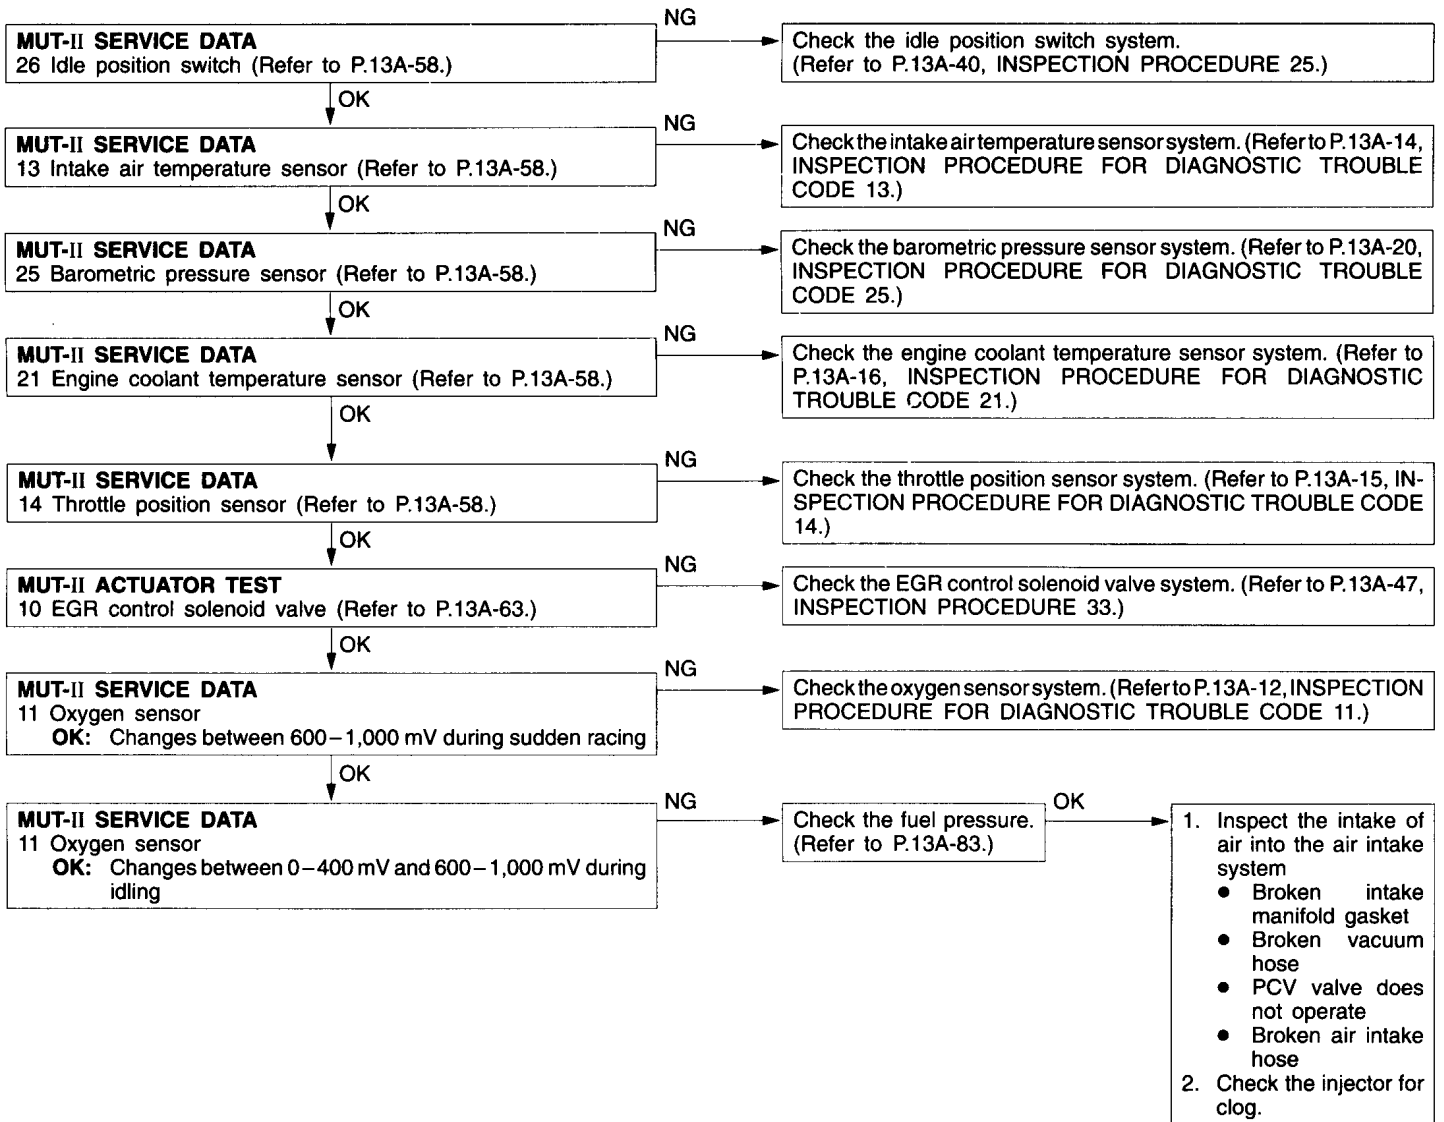 NG
MUT-II SERVICE DATA
26 Idle position switch (Refer to P.13A-58.)
Check the idle position switch system.
(Refer to P.13A-40, INSPECTION PROCEDURE 25.)
OK
NG
MUT-II SERVICE DATA
13 Intake air temperature sensor (Refer to P.13A-58.)
Check the intake air temperature sensor system. (Refer to P.13A-14,
INSPECTION PROCEDURE FOR DIAGNOSTIC TROUBLE
CODE 13.)
OK
NG
MUT-II SERVICE DATA
25 Barometric pressure sensor (Refer to P.13A-58.)
Check the barometric pressure sensor system. (Refer to P.13A-20,
INSPECTION PROCEDURE FOR DIAGNOSTIC TROUBLE
CODE 25.)
OK
NG
MUT-II SERVICE DATA
21 Engine coolant temperature sensor (Refer to P.13A-58.)
Check the engine coolant temperature sensor system. (Refer to
P.13A-16, INSPECTION PROCEDURE FOR DIAGNOSTIC
TROUBLE CODE 21.)
OK
NG
MUT-II SERVICE DATA
14 Throttle position sensor (Refer to P.13A-58.)
Check the throttle position sensor system. (Refer to P.13A-15, IN-
SPECTION PROCEDURE FOR DIAGNOSTIC TROUBLE CODE
14.)
OK
NG
MUT-II ACTUATOR TEST
10 EGR control solenoid valve (Refer to P.13A-63.)
Check the EGR control solenoid valve system. (Refer to P.13A-47,
INSPECTION PROCEDURE 33.)
OK
NG
MUT-II SERVICE DATA
11 Oxygen sensor
OK: Changes between 600–1,000 mV during sudden racing
Check the oxygen sensor system. (Refer to P.13A-12, INSPECTION
PROCEDURE FOR DIAGNOSTIC TROUBLE CODE 11.)
OK
NG
MUT-II SERVICE DATA
11 Oxygen sensor
OK: Changes between 0–400 mV and 600–1,000 mV during
idling
Check the fuel pressure.
(Refer to P.13A-83.)
OK
1. Inspect the intake of
air into the air intake
system
● Broken intake
manifold gasket
● Broken vacuum
hose
● PCV valve does
not operate
● Broken air intake
hose
2. Check the injector for
clog.